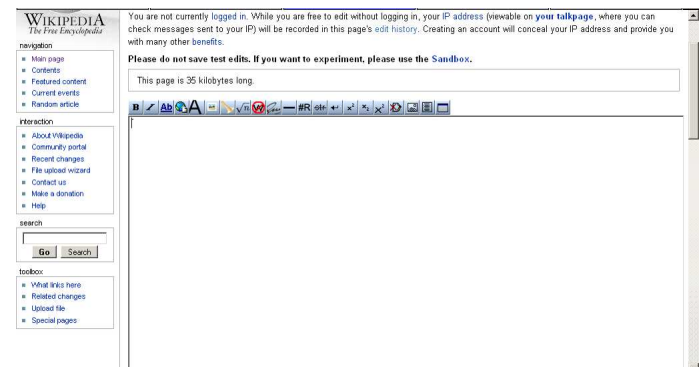 WIKIPEDIA
The Free Encyclopedia
navigation
Main page
Contents
Featured content
Current events
Random article
interaction
About Wikipedia
Community portal
Recent changes
File upload wizard
Contact us
Make a donation
Help
search
Go Search
toolbox
What links here
Related changes
Upload file
Special pages
You are not currently logged in. While you are free to edit without logging in, your IP address (viewable on your talkpage, where you can
check messages sent to your IP) will be recorded in this page's edit history. Creating an account will conceal your IP address and provide you
with many other benefits.
Please do not save test edits. If you want to experiment, please use the Sandbox.
This page is 35 kilobytes long.
B I Ab A √n W — #R str x² x₂ x²